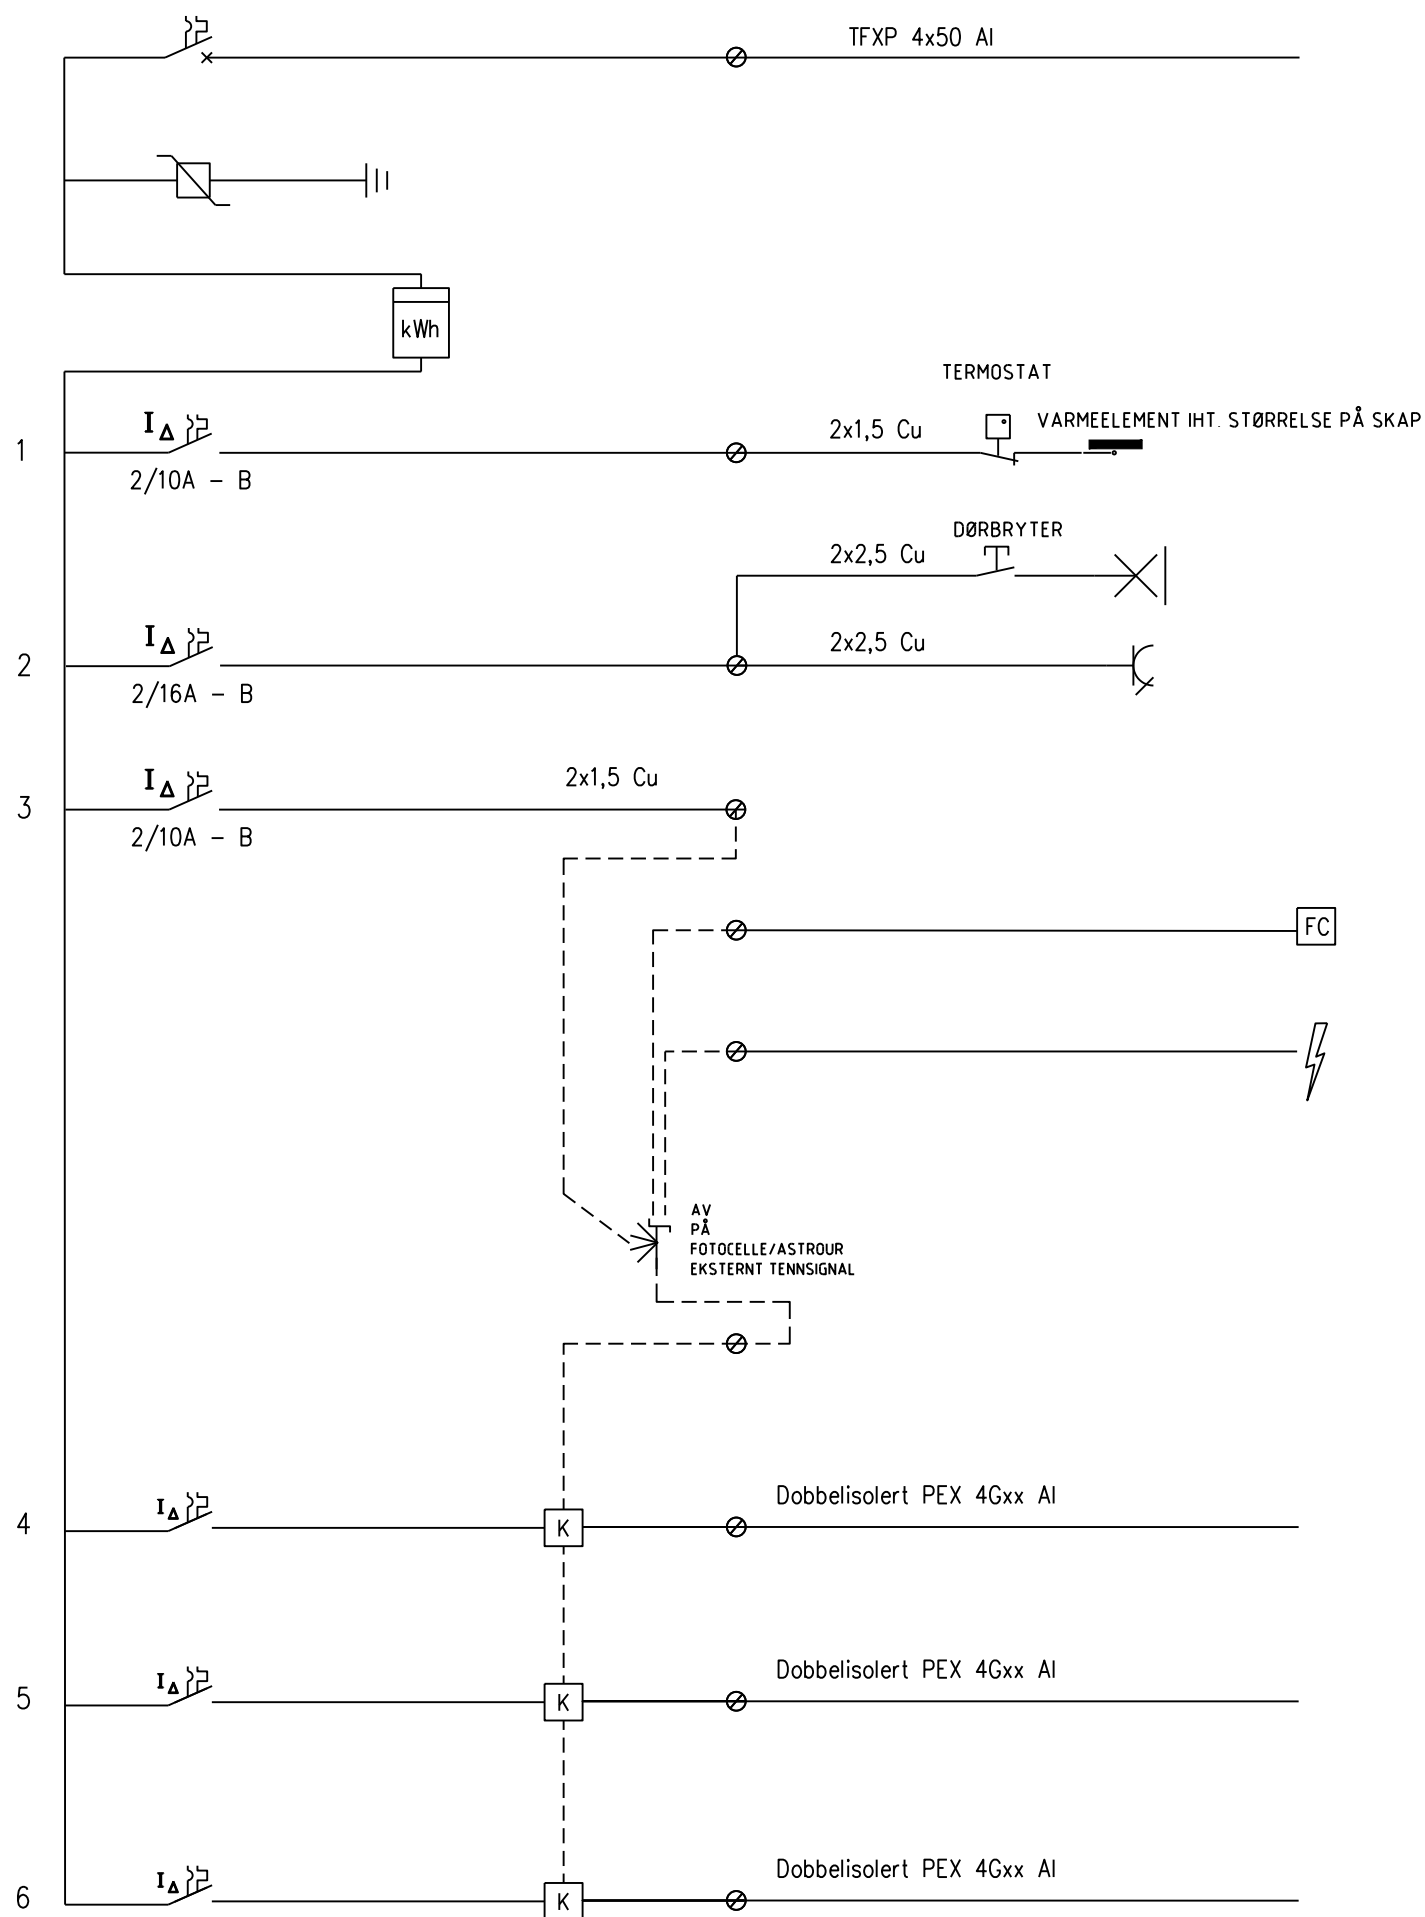 TFXP 4x50 Al
kWh
TERMOSTAT
VARMEELEMENT IHT. STØRRELSE PÅ SKAP
I Δ
2x1,5 Cu
1
2/10A - B
DØRBRYTER
2x2,5 Cu
I Δ
2x2,5 Cu
2
2/16A - B
I Δ
2x1,5 Cu
3
2/10A - B
FC
AV
PÅ
FOTOCELLE/ASTROUR
EKSTERNT TENNSIGNAL
Dobbelisolert PEX 4Gxx Al
I Δ
4
K
Dobbelisolert PEX 4Gxx Al
I Δ
5
K
Dobbelisolert PEX 4Gxx Al
I Δ
6
K